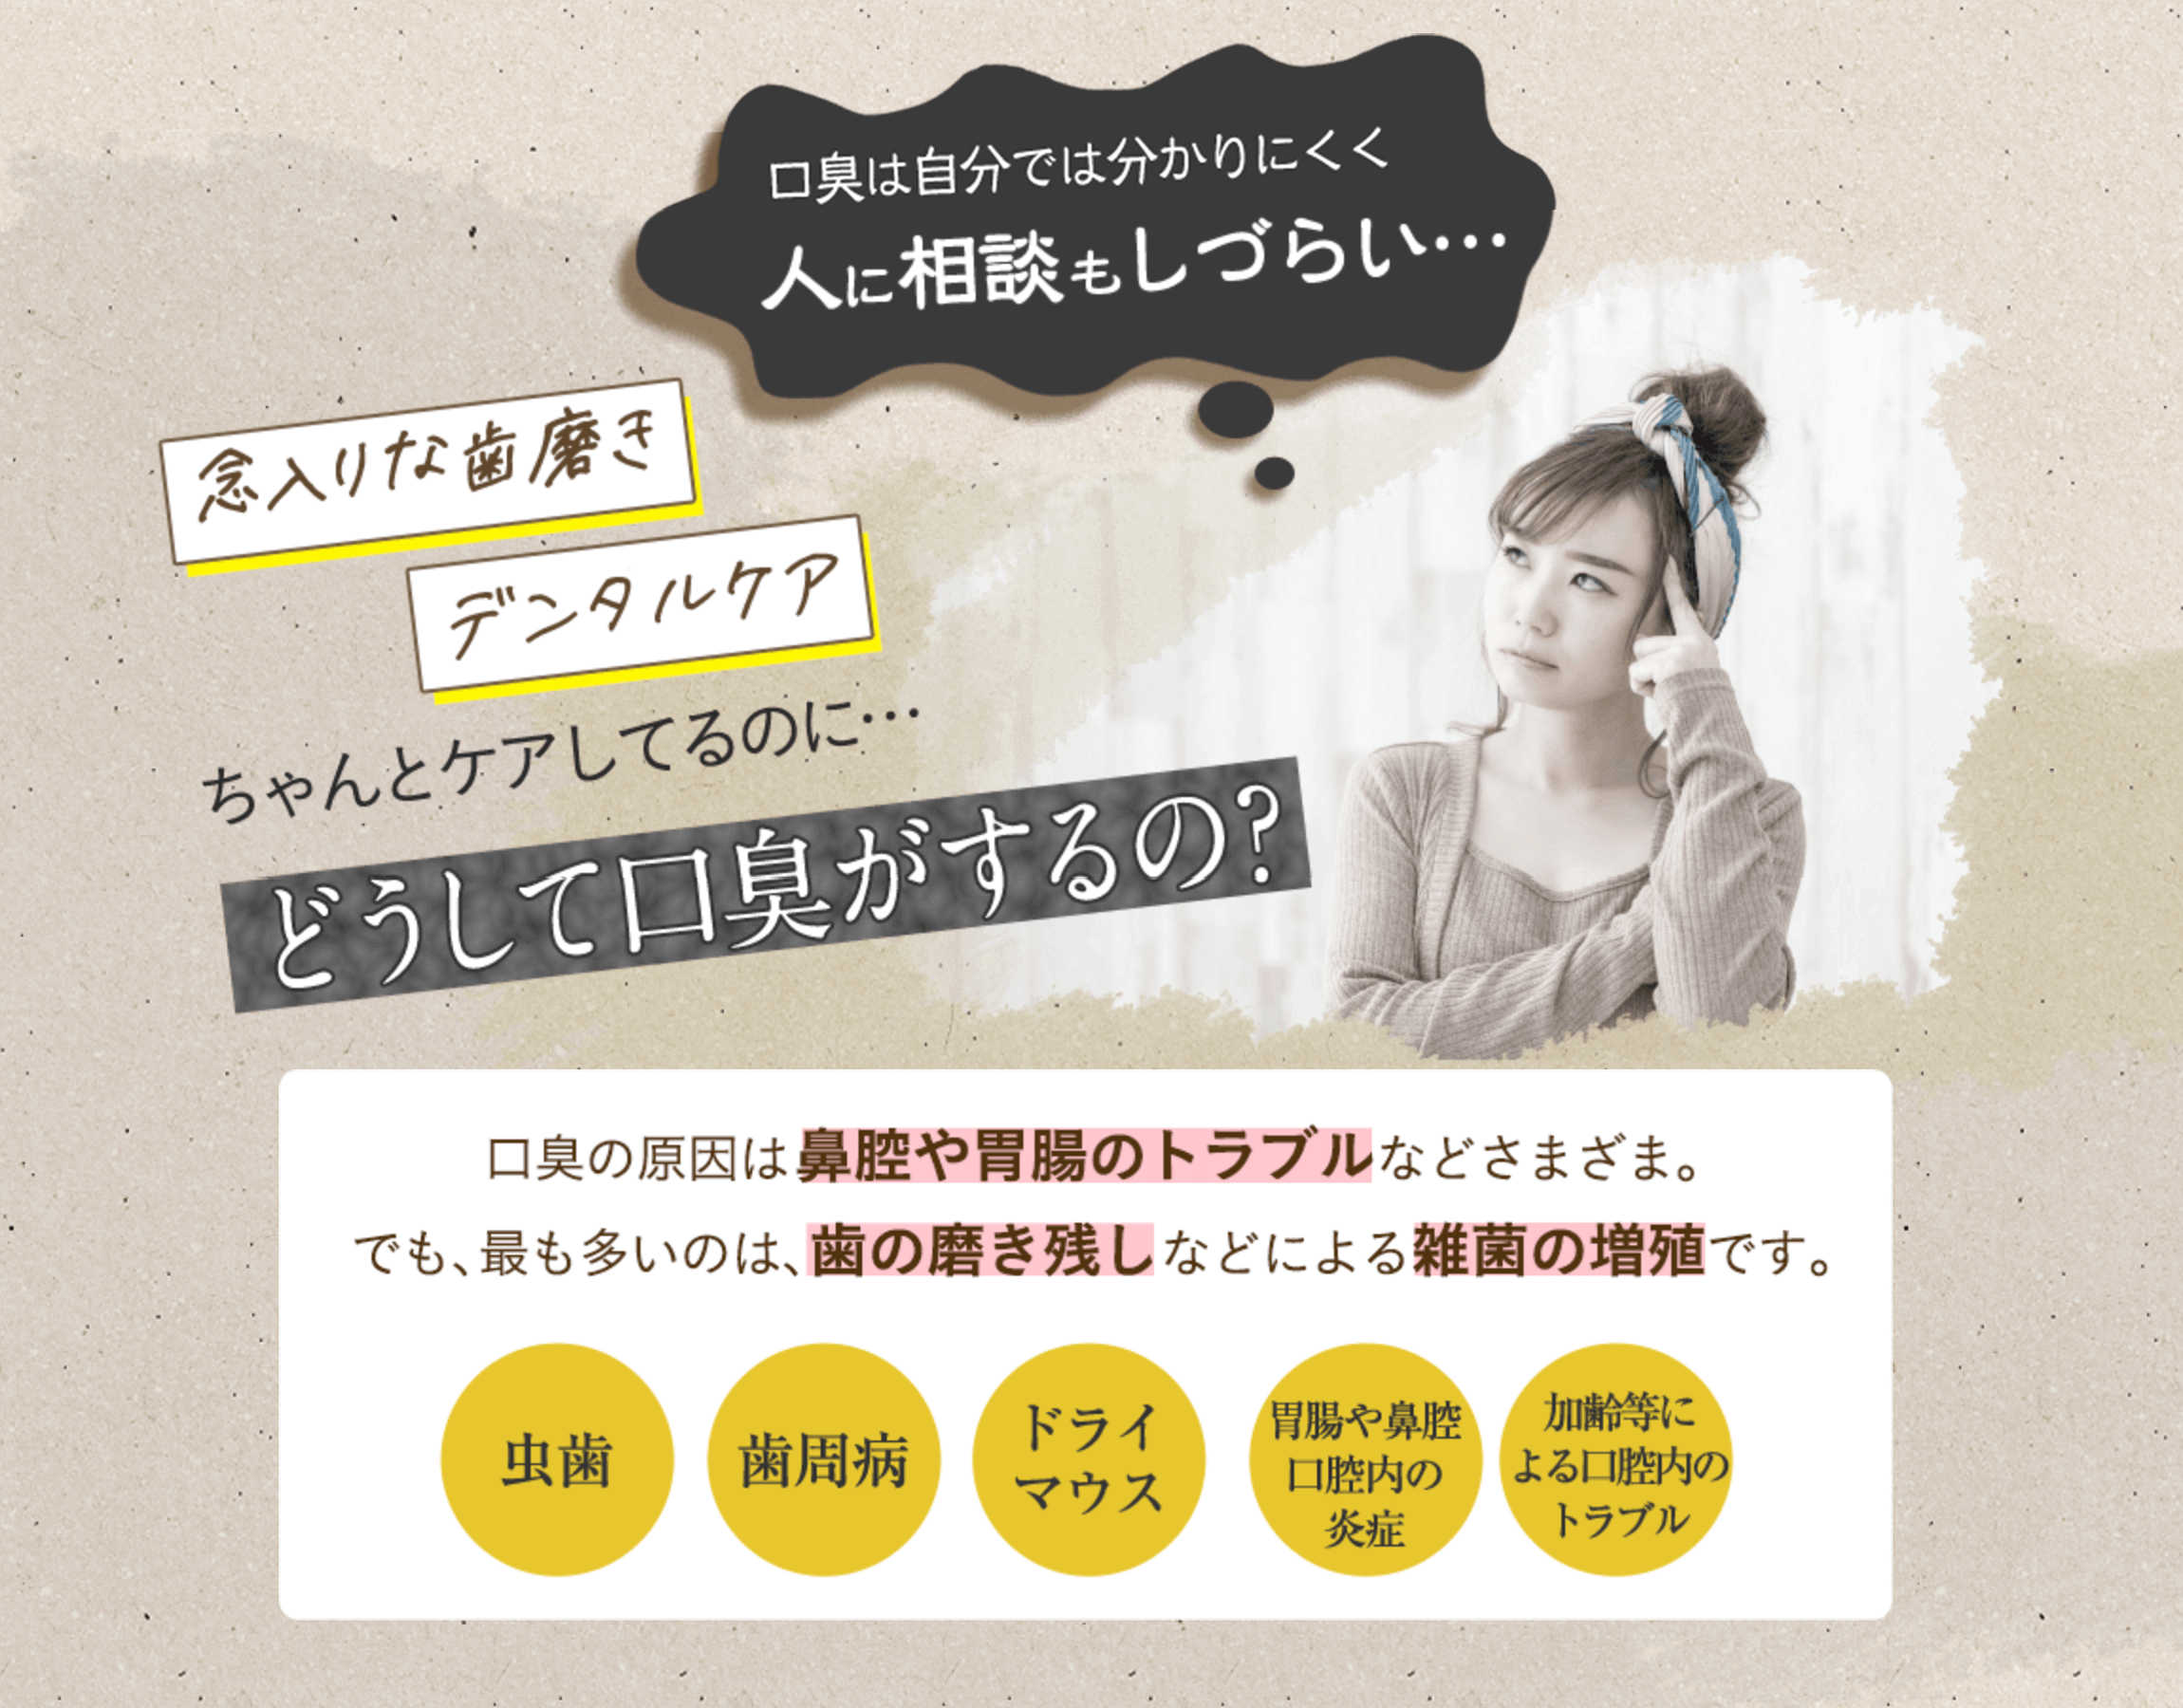 口臭は自分では分かりにくく
人に相談もしづらい…
念入りな歯磨き
デンタルケア
ちゃんとケアしてるのに…
どうして口臭がするの?
口臭の原因は鼻腔や胃腸のトラブルなどさまざま。
でも、最も多いのは、歯の磨き残しなどによる雑菌の増殖です。
虫歯
歯周病
ドライ
マウス
胃腸や鼻腔
口腔内の
炎症
加齢等に
よる口腔内の
トラブル